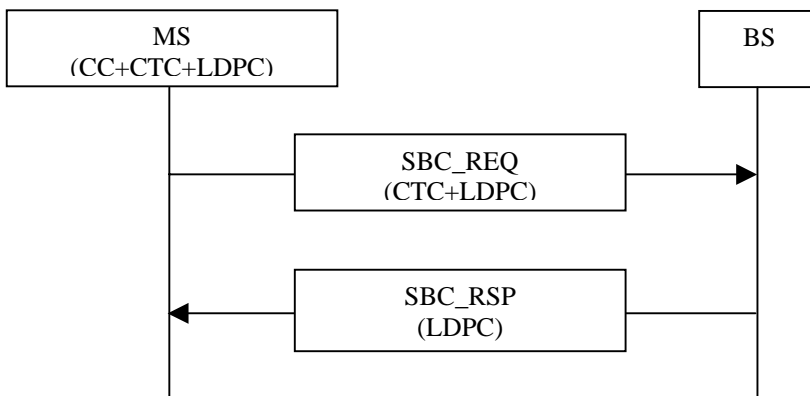 MS
(CC+CTC+LDPC)
BS
SBC_REQ
(CTC+LDPC)
SBC_RSP
(LDPC)